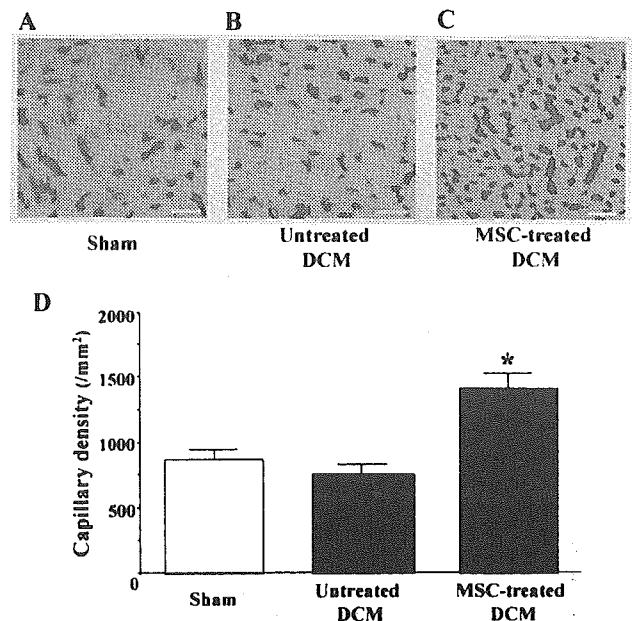 A
B
C
Sham
Untreated
DCM
MSC-treated
DCM
D
Capillary density (/mm²)
2000
1500
1000
500
0
*
Sham
Untreated
DCM
MSC-treated
DCM